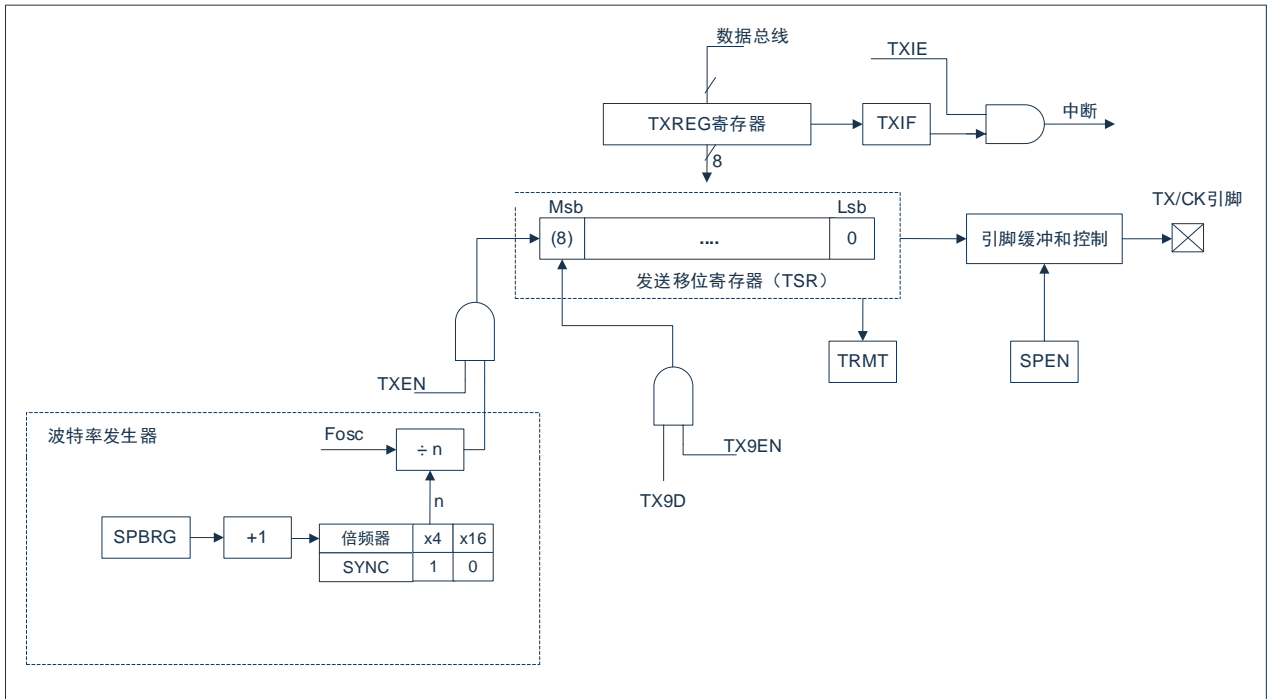 数据总线
TXIE
TXREG寄存器
TXIF
中断
8
Msb
Lsb
TX/CK引脚
(8)
....
0
引脚缓冲和控制
发送移位寄存器（TSR）
TRMT
SPEN
TXEN
波特率发生器
Fosc
÷ n
TX9EN
n
TX9D
SPBRG
+1
倍频器 x4 x16
SYNC 1 0